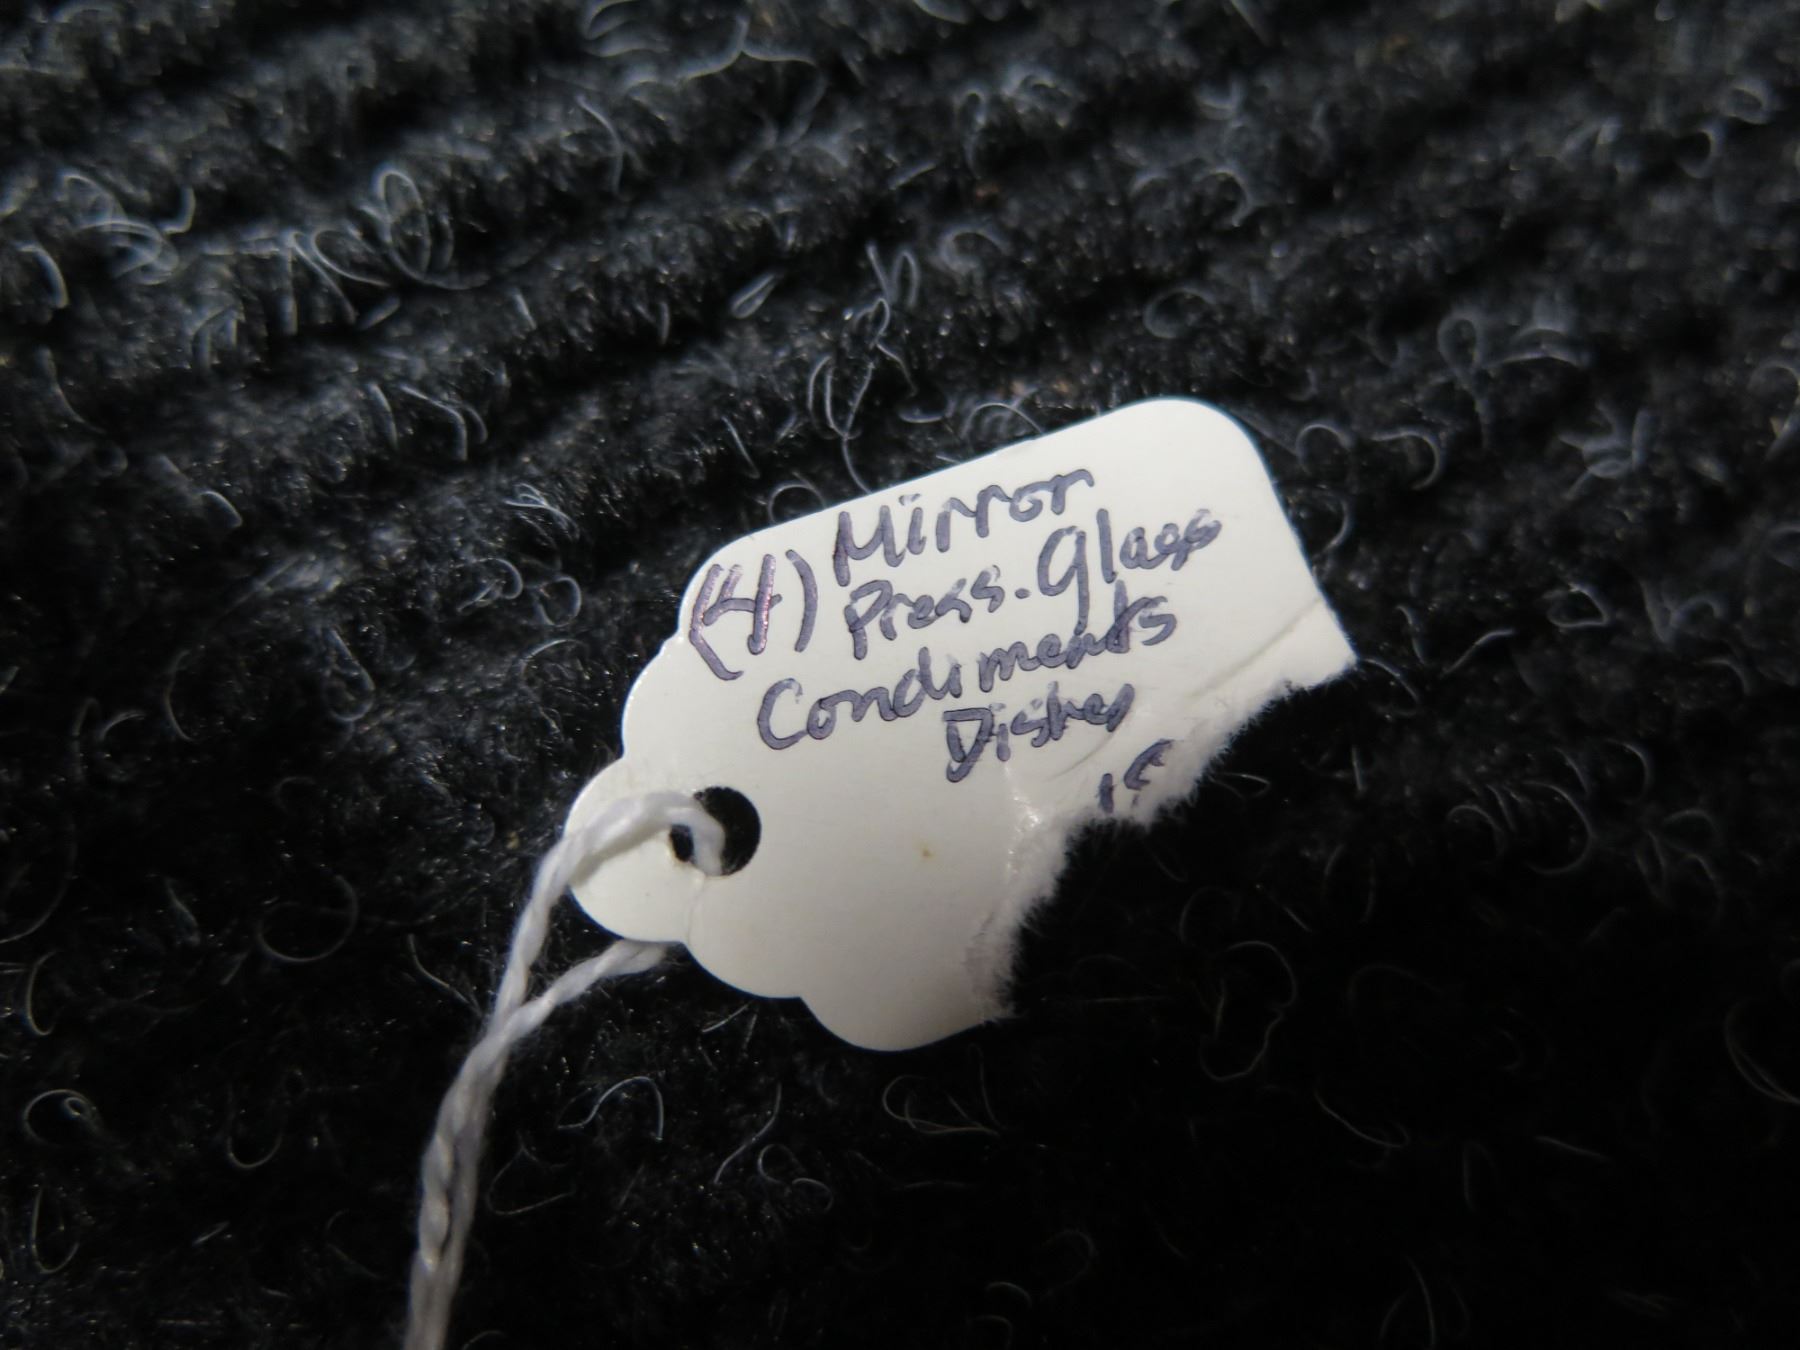 (4) Mirror
Press. Glass
Condiments
Dishes